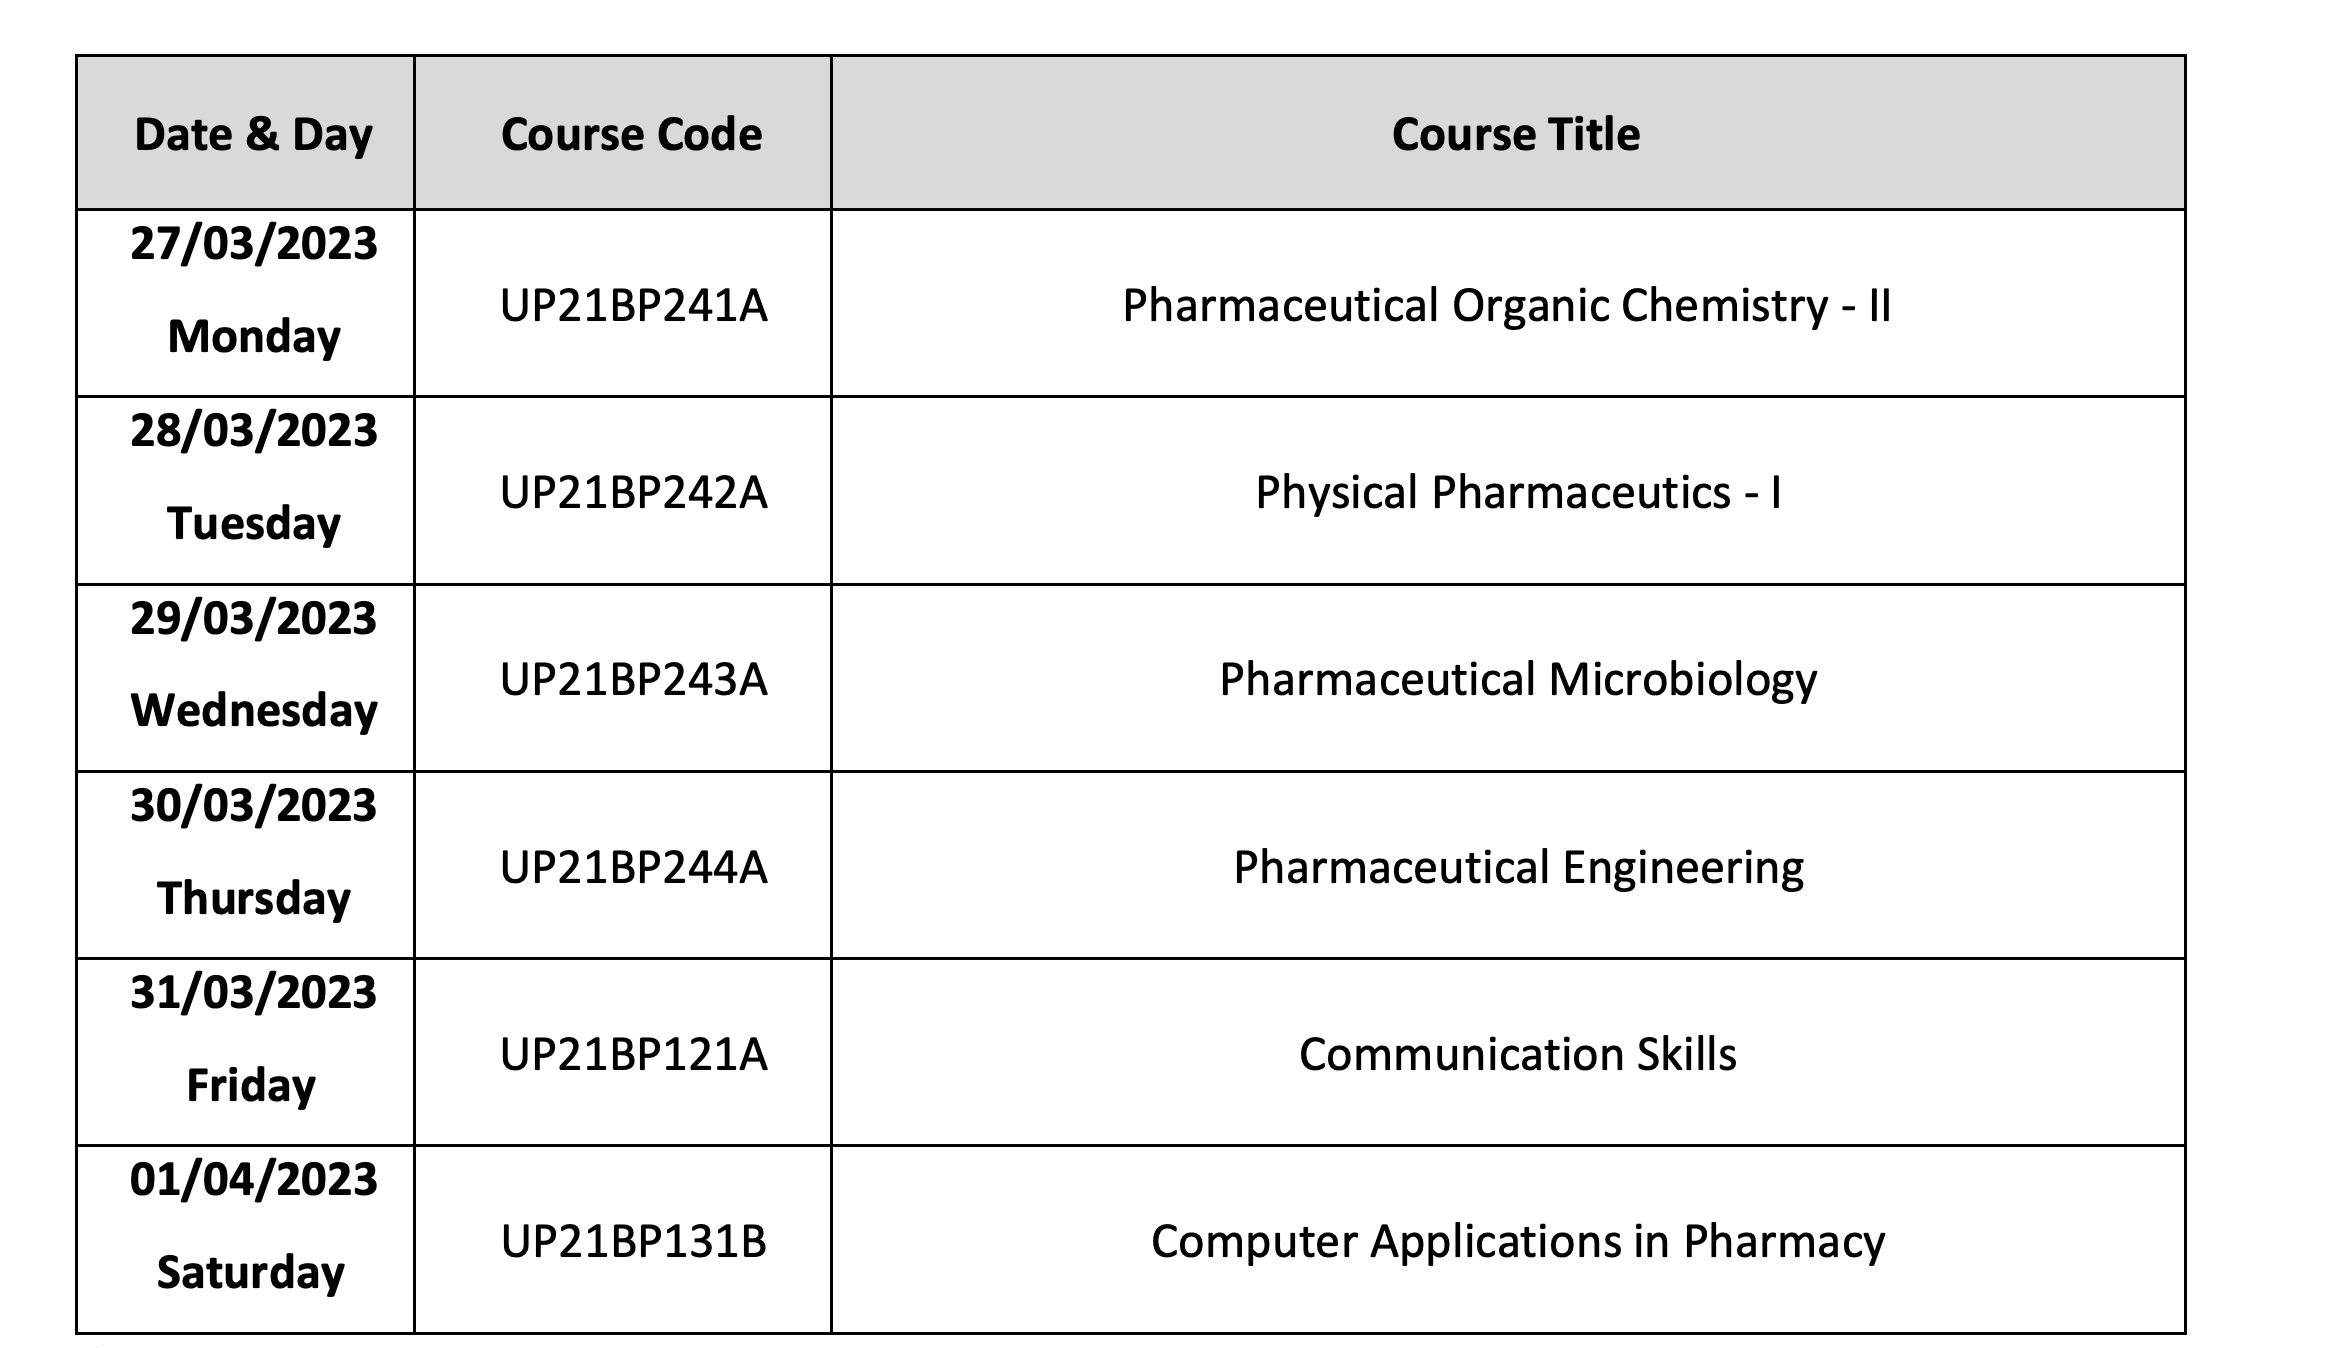 Date & Day Course Code Course Title
27/03/2023
Monday
UP21BP241A Pharmaceutical Organic Chemistry - II
28/03/2023
Tuesday
UP21BP242A Physical Pharmaceutics - I
29/03/2023
Wednesday
UP21BP243A Pharmaceutical Microbiology
30/03/2023
Thursday
UP21BP244A Pharmaceutical Engineering
31/03/2023
Friday
UP21BP121A Communication Skills
01/04/2023
Saturday
UP21BP131B Computer Applications in Pharmacy